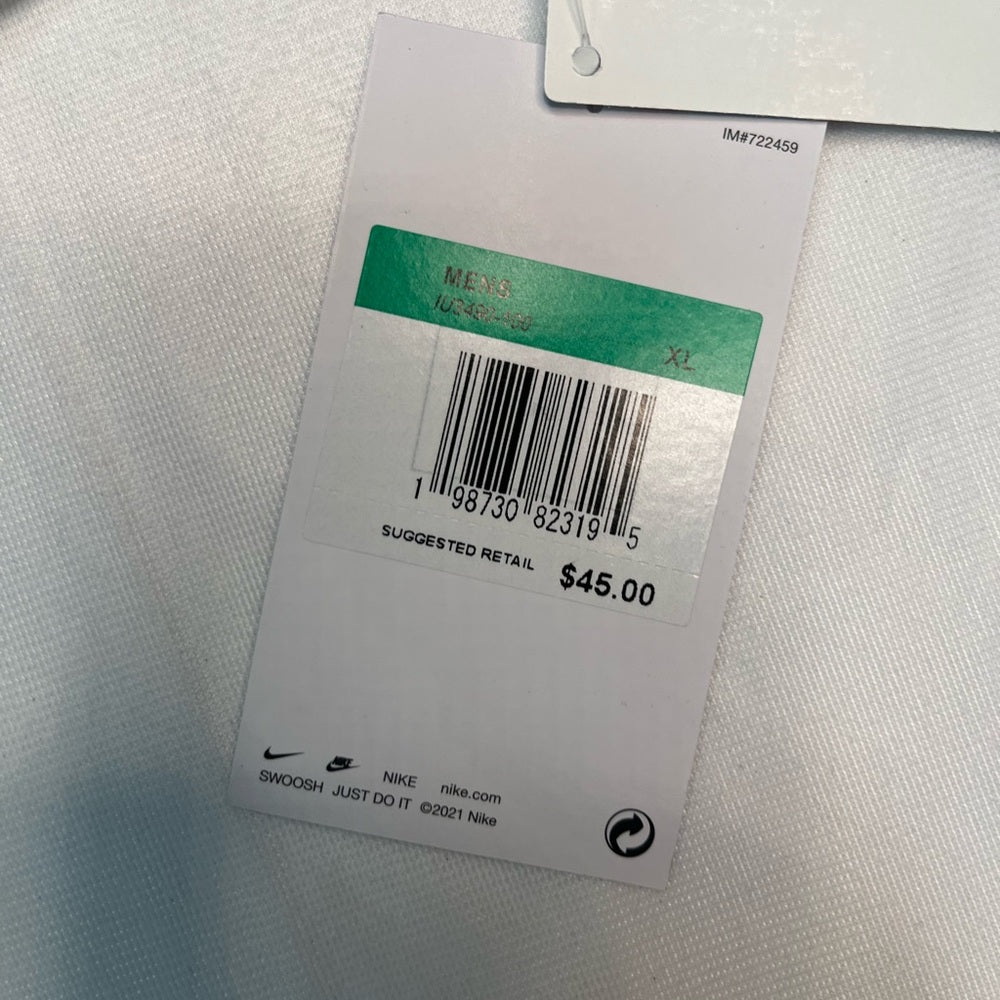 IM#722459
MENS
XL
1 98730 82319 5
SUGGESTED RETAIL $45.00
NIKE nike.com
SWOOSH JUST DO IT ©2021 Nike